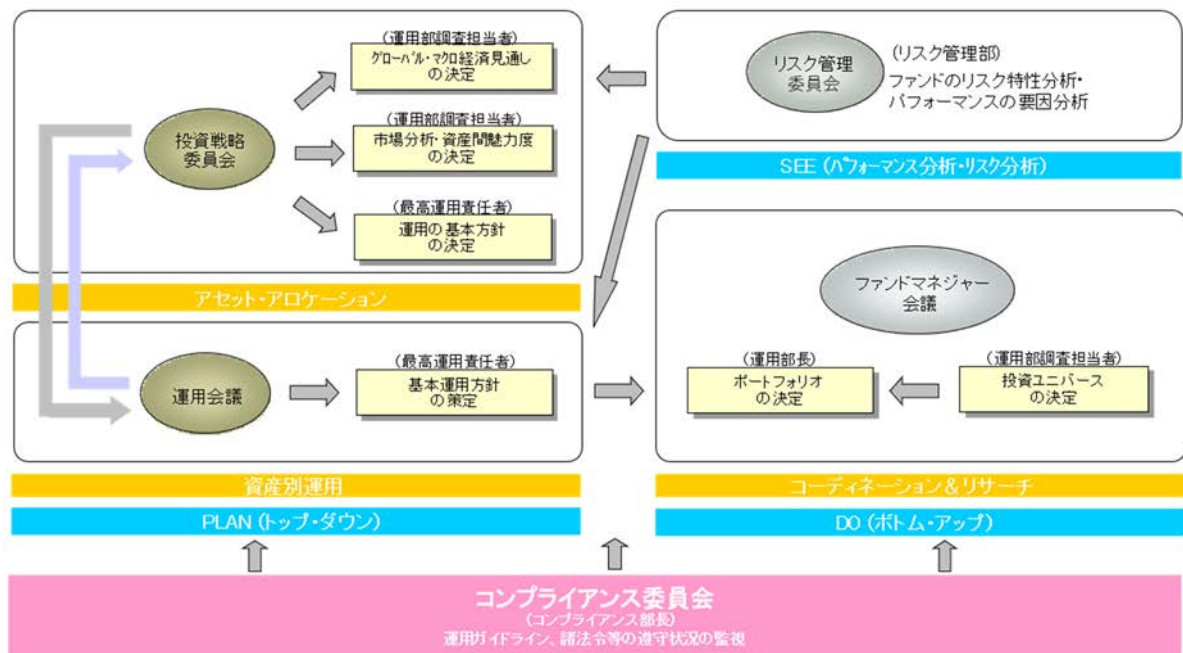 (運用部調査担当者)
グローバル・マクロ経済見通し
の決定
投資戦略
委員会
(運用部調査担当者)
市場分析・資産間魅力度
の決定
(最高運用責任者)
運用の基本方針
の決定
アセット・アロケーション
リスク管理
委員会
(リスク管理部)
ファンドのリスク特性分析・
パフォーマンスの要因分析
SEE (パフォーマンス分析・リスク分析)
運用会議
(最高運用責任者)
基本運用方針
の策定
資産別運用
PLAN (トップ・ダウン)
ファンドマネジャー
会議
(運用部長)
ポートフォリオ
の決定
(運用部調査担当者)
投資ユニバース
の決定
コーディネーション&リサーチ
DO (ボトム・アップ)
コンプライアンス委員会
(コンプライアンス部長)
運用ガイドライン、諸法令等の遵守状況の監視